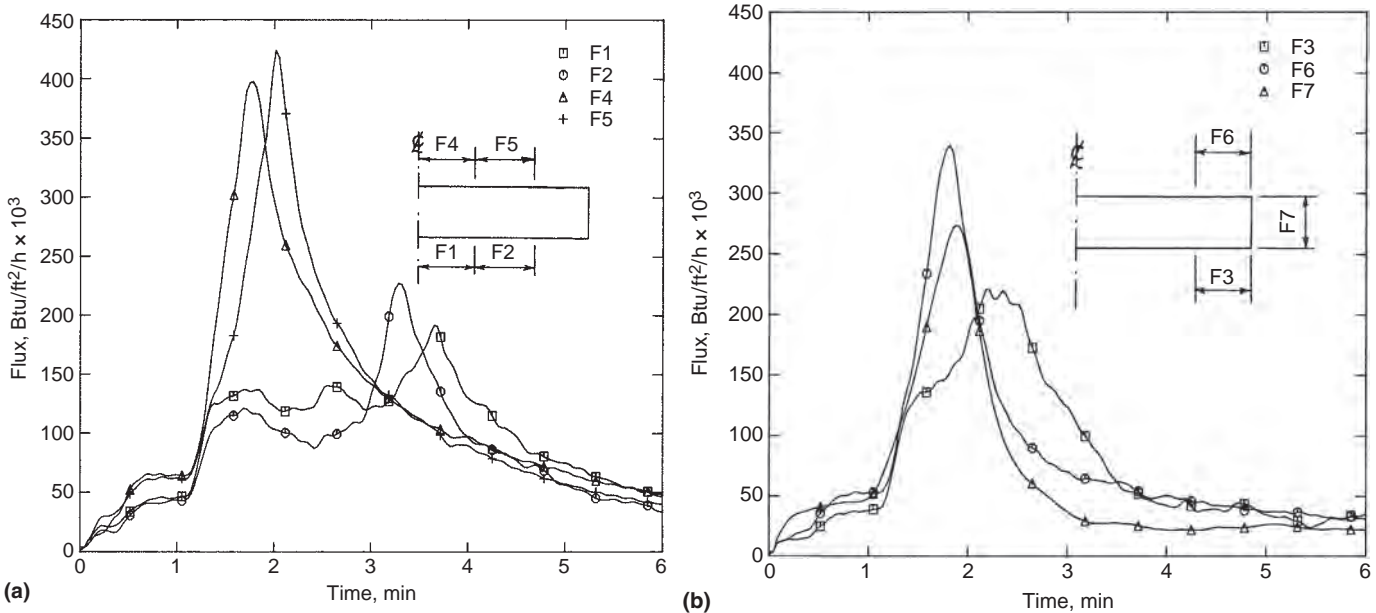 450
400
350
300
250
200
150
100
50
0
Flux, Btu/ft²/h × 10³
F1
F2
F4
F5
℄
F4 F5
F1 F2
0 1 2 3 4 5 6
Time, min
(a)
450
400
350
300
250
200
150
100
50
0
Flux, Btu/ft²/h × 10³
F3
F6
F7
℄
F6
F7
F3
0 1 2 3 4 5 6
Time, min
(b)